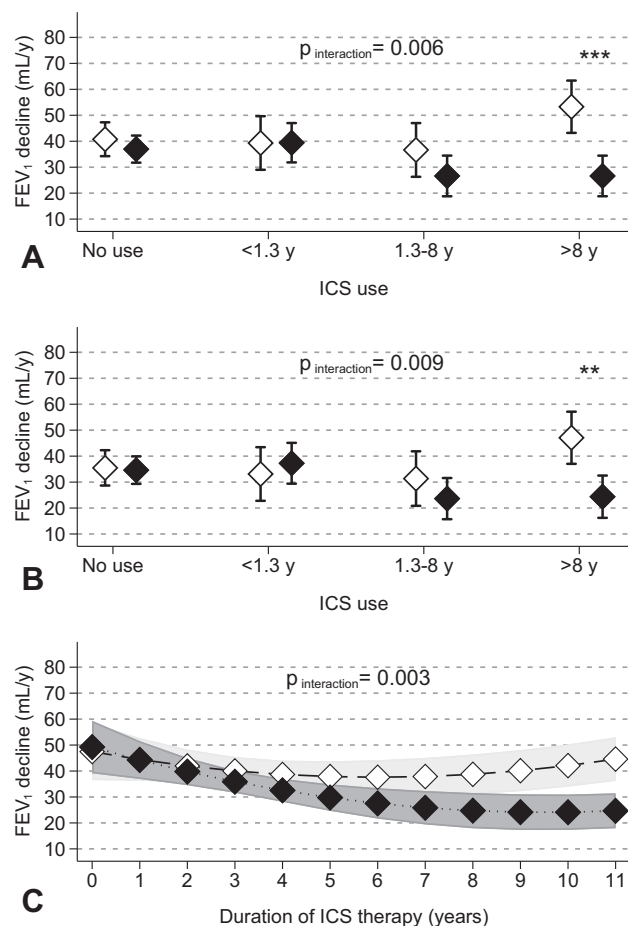 80
p interaction = 0.006
***
70
60
50
40
30
20
10
FEV1 decline (mL/y)
No use <1.3 y 1.3-8 y >8 y
A
ICS use
80
p interaction = 0.009
**
70
60
50
40
30
20
10
FEV1 decline (mL/y)
No use <1.3 y 1.3-8 y >8 y
B
ICS use
80
p interaction = 0.003
70
60
50
40
30
20
10
FEV1 decline (mL/y)
0 1 2 3 4 5 6 7 8 9 10 11
C
Duration of ICS therapy (years)